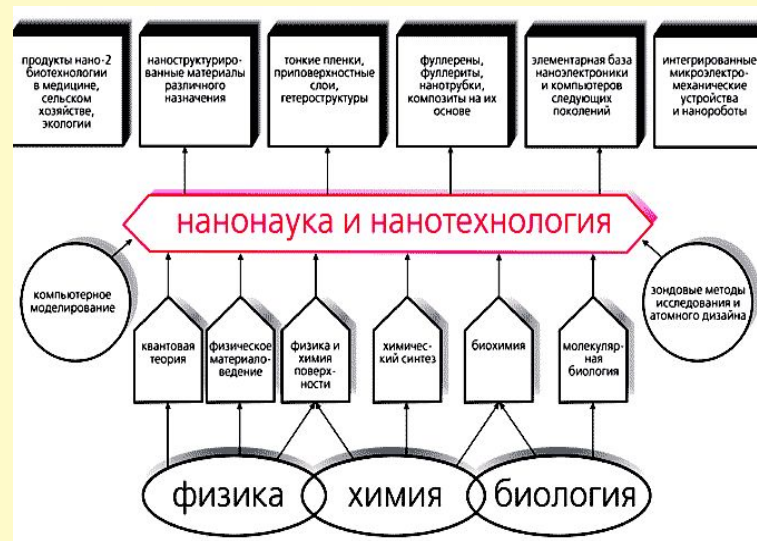 продукты нано-2
биотехнологии
в медицине,
сельском
хозяйстве,
экологии
наноструктуриро-
ванные материалы
различного
назначения
тонкие пленки,
приповерхностные
слои,
гетероструктуры
фуллерены,
фуллериты,
нанотрубки,
композиты на их
основе
элементарная база
наноэлектроники
и компьютеров
следующих
поколений
интегрированные
микроэлектро-
механические
устройства
и нанороботы
нанонаука и нанотехнология
компьютерное
моделирование
зондовые методы
исследования и
атомного дизайна
квантовая
теория
физическое
материало-
ведение
физика и
химия
поверх-
ности
химиче-
ский синтез
биохимия
молекуляр-
ная
биология
физика
химия
биология